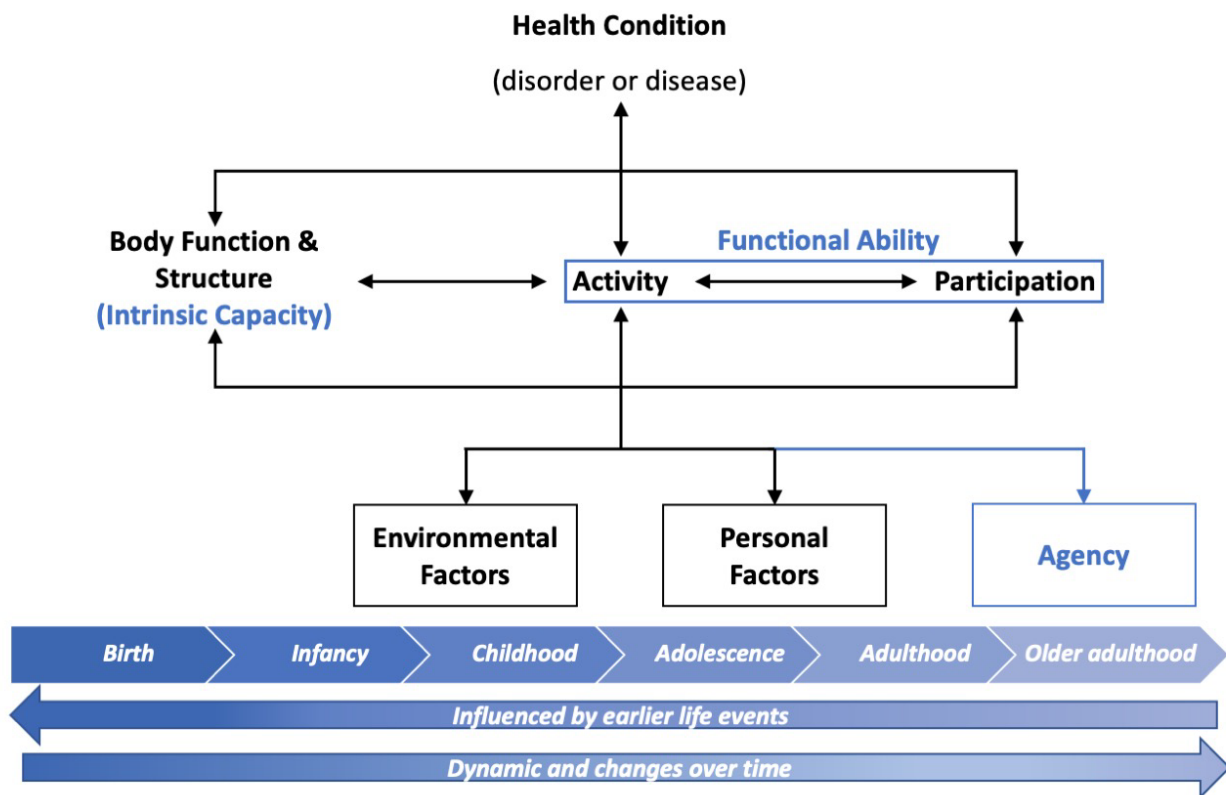 Health Condition
(disorder or disease)
Body Function &
Structure
(Intrinsic Capacity)
Functional Ability
Activity
Participation
Environmental
Factors
Personal
Factors
Agency
Birth
Infancy
Childhood
Adolescence
Adulthood
Older adulthood
Influenced by earlier life events
Dynamic and changes over time